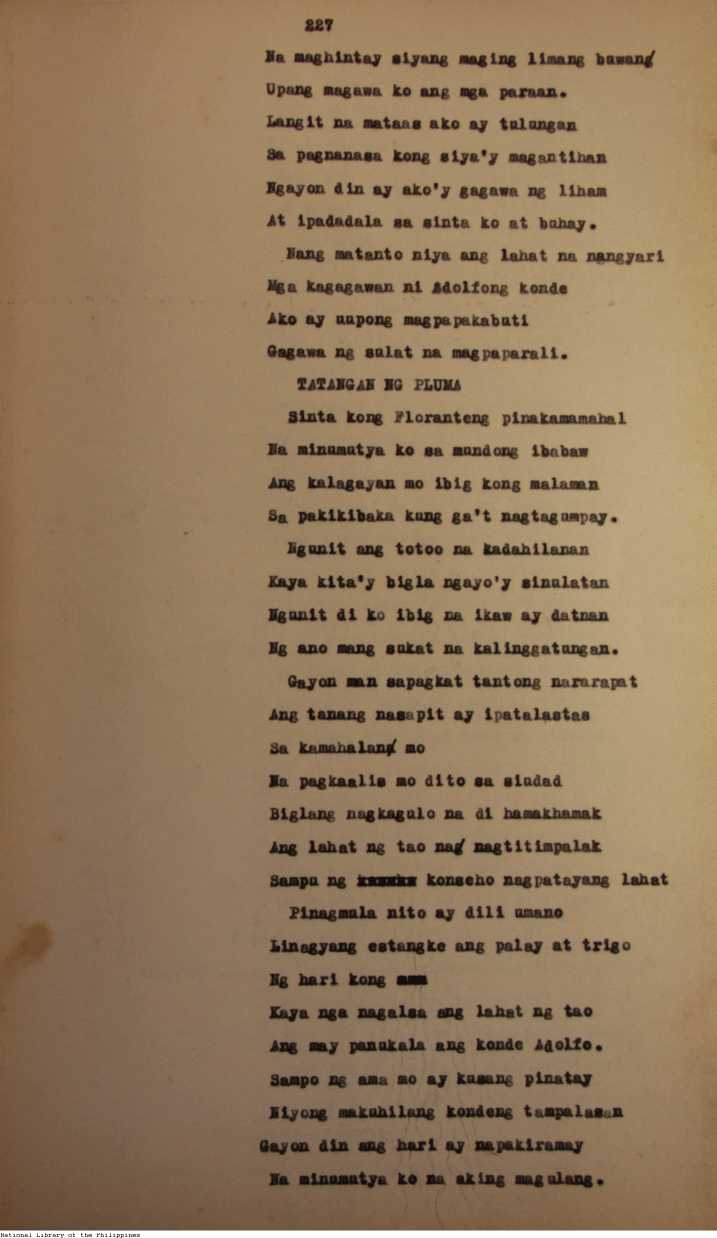 227
Na maghintay siyang maging limang buwan
Upang magawa ko ang mga paraan.
Langit na mataas ako ay tulungan
Sa pagnanasa kong siya'y magantihan
Ngayon din ay ako'y gagawa ng liham
At ipadadala sa sinta ko at buhay.
Nang matanto niya ang lahat na nangyari
Mga kagagawan ni Adolfong konde
Ako ay uupong magpapakabuti
Gagawa ng sulat na magpaparali.
TATANGAN NG PLUMA
Sinta kong Floranteng pinakamamahal
Na minumutya ko sa mundong ibabaw
Ang kalagayan mo ibig kong malaman
Sa pakikibaka kung ga't nagtagumpay.
Ngunit ang totoo na kadahilanan
Kaya kita'y bigla ngayo'y sinulatan
Ngunit di ko ibig na ikaw ay datnan
Ng ano mang sukat na kalinggatungan.
Gayon man sapagkat tantong nararapat
Ang tanang nasapit ay ipatalastas
Sa kamahalan mo
Na pagkaalis mo dito sa siudad
Biglang nagkagulo na di hamakhamak
Ang lahat ng tao na nagtitimpalak
Sampu ng konseho nagpatayang lahat
Pinagmula nito ay dili umano
Linagyang estangke ang palay at trigo
Ng hari kong
Kaya nga nagalsa ang lahat ng tao
Ang may panukala ang konde Adolfo.
Sampo ng ama mo ay kusang pinatay
Niyong makuhilang kondeng tampalasan
Gayon din ang hari ay napakiramay
Na minumutya ko na aking magulang.
National Library of the Philippines